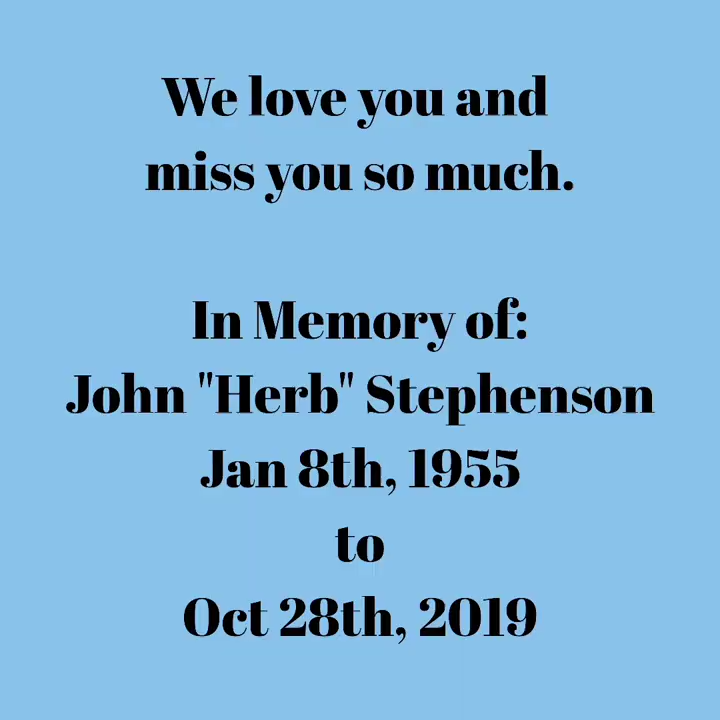 We love you and
miss you so much.
In Memory of:
John "Herb" Stephenson
Jan 8th, 1955
to
Oct 28th, 2019